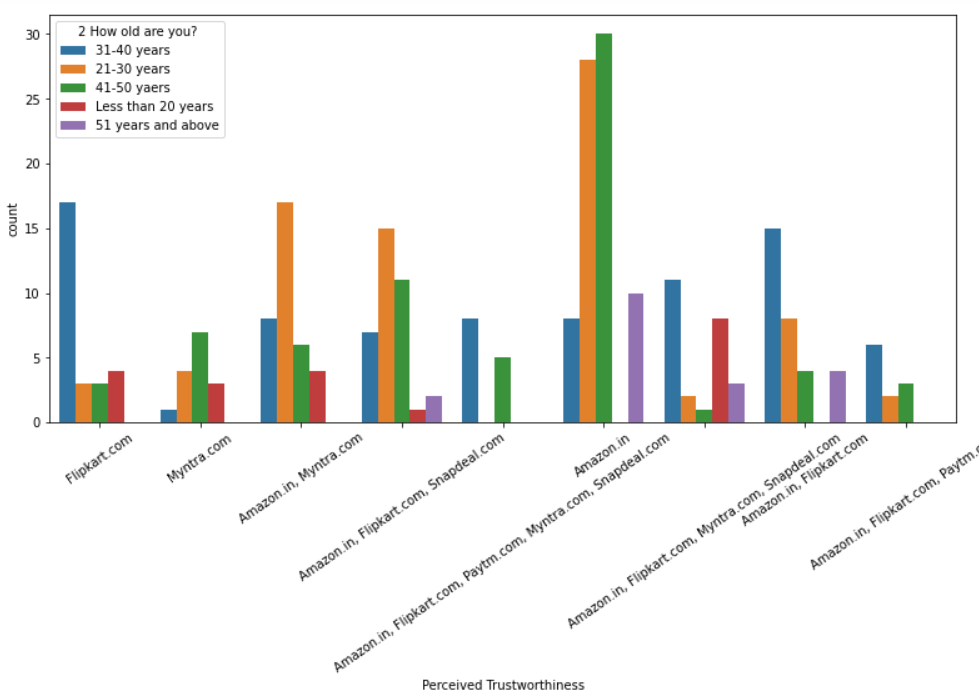 2 How old are you?
31-40 years
21-30 years
41-50 yaers
Less than 20 years
51 years and above
count
30
25
20
15
10
5
0
Flipkart.com
Myntra.com
Amazon.in, Myntra.com
Amazon.in, Flipkart.com, Snapdeal.com
Amazon.in, Flipkart.com, Paytm.com, Myntra.com, Snapdeal.com
Amazon.in
Amazon.in, Flipkart.com, Myntra.com, Snapdeal.com
Amazon.in, Flipkart.com
Amazon.in, Flipkart.com, Paytm.
Perceived Trustworthiness